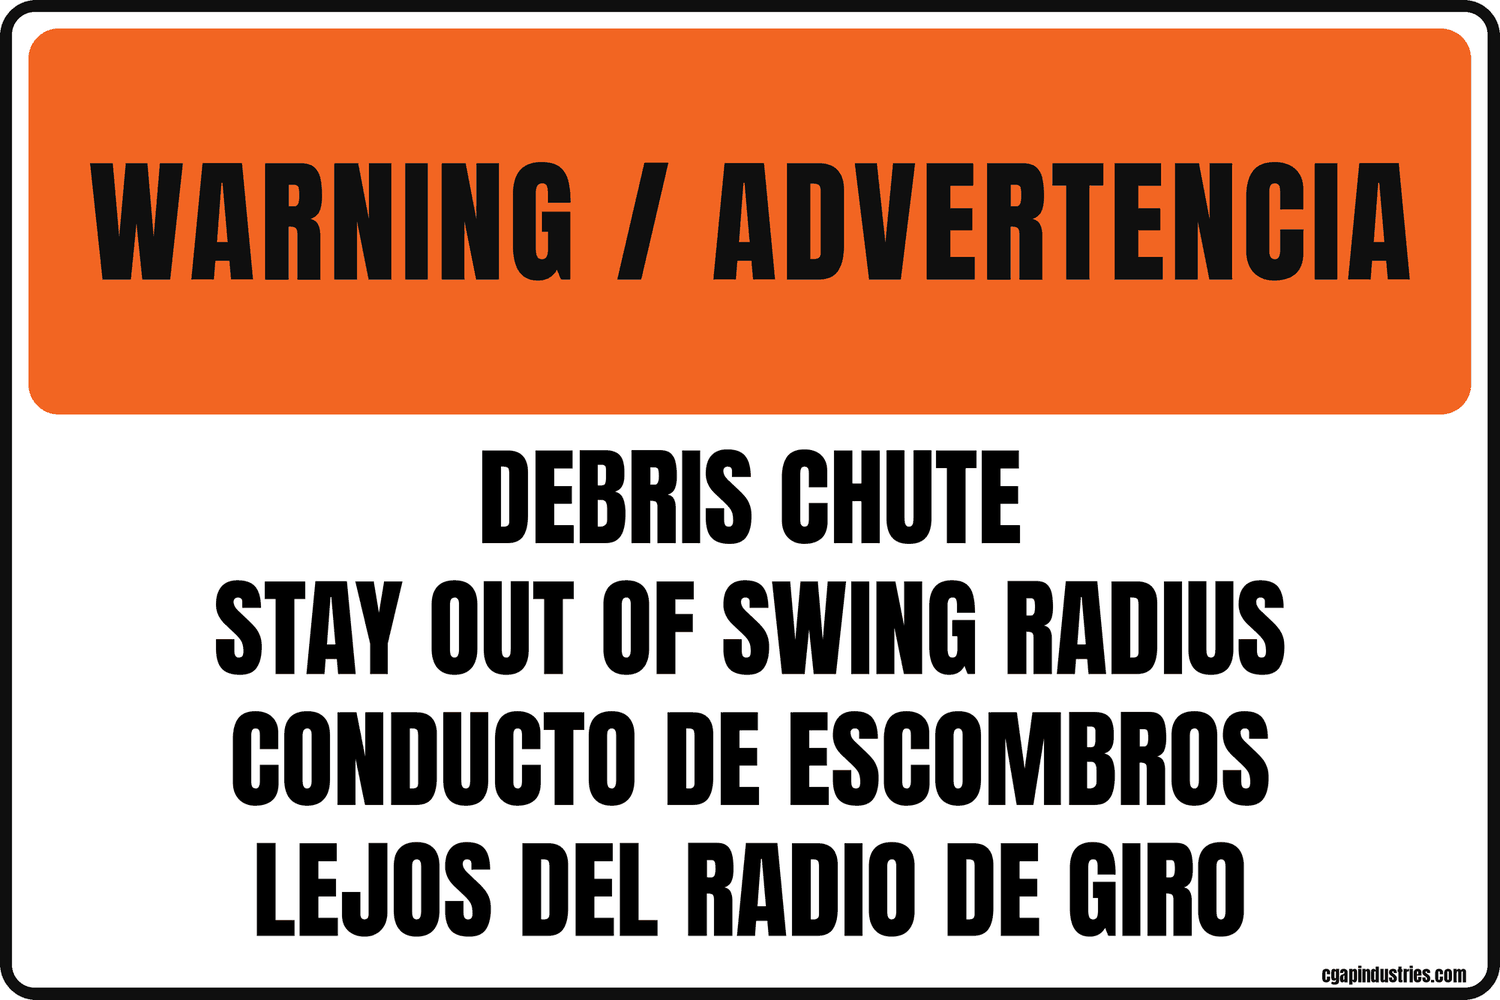 WARNING / ADVERTENCIA
DEBRIS CHUTE
STAY OUT OF SWING RADIUS
CONDUCTO DE ESCOMBROS
LEJOS DEL RADIO DE GIRO
cgapindustries.com